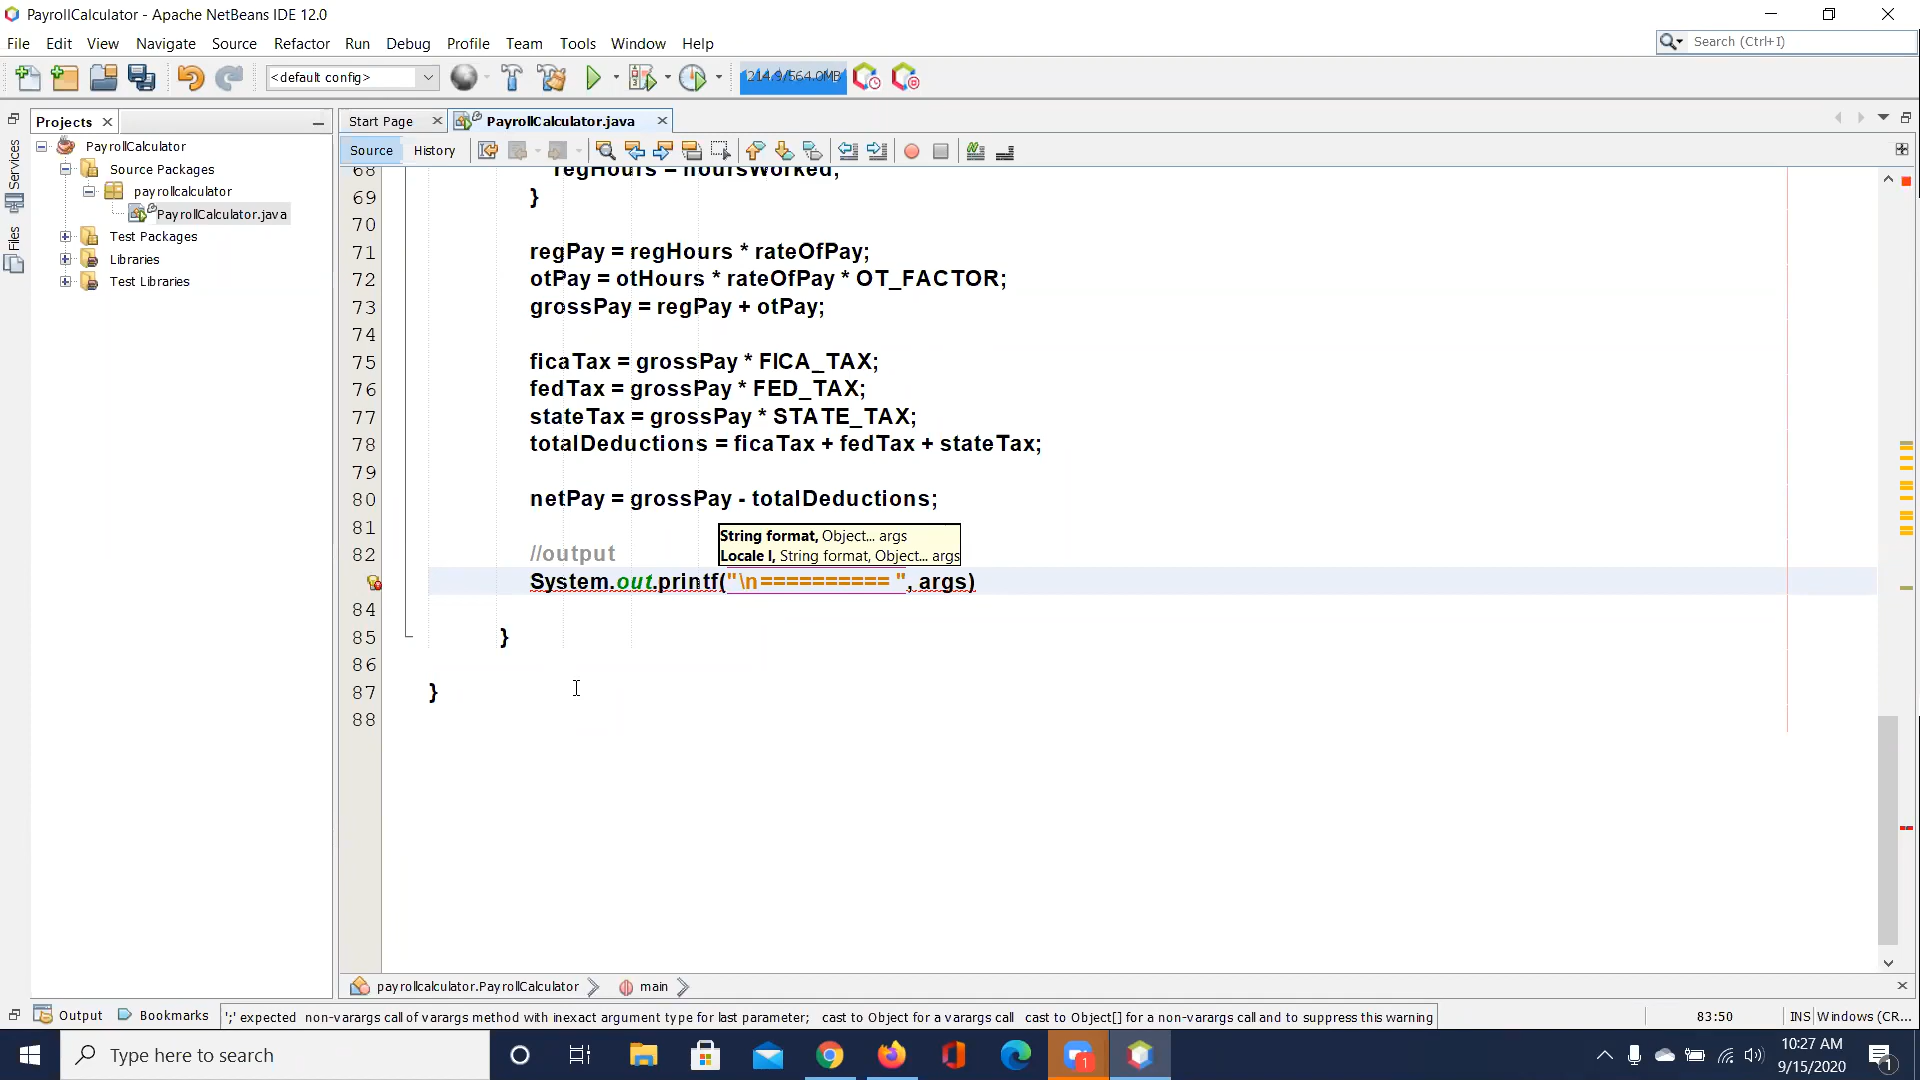 PayrollCalculator - Apache NetBeans IDE 12.0
File Edit View Navigate Source Refactor Run Debug Profile Team Tools Window Help
Search (Ctrl+I)
<default config>
214.9/564.0MB
Projects
Start Page
PayrollCalculator.java
Source
History
Services
Files
PayrollCalculator
Source Packages
payrollcalculator
PayrollCalculator.java
Test Packages
Libraries
Test Libraries
68 regHours = hoursWorked;
69 }
70
71 regPay = regHours * rateOfPay;
72 otPay = otHours * rateOfPay * OT_FACTOR;
73 grossPay = regPay + otPay;
74
75 ficaTax = grossPay * FICA_TAX;
76 fedTax = grossPay * FED_TAX;
77 stateTax = grossPay * STATE_TAX;
78 totalDeductions = ficaTax + fedTax + stateTax;
79
80 netPay = grossPay - totalDeductions;
81
String format, Object... args
Locale l, String format, Object... args
82 //output
System.out.printf("\n========== ", args)
84
85 }
86
87 }
88
payrollcalculator.PayrollCalculator
main
Output
Bookmarks
';' expected non-varargs call of varargs method with inexact argument type for last parameter; cast to Object for a varargs call cast to Object[] for a non-varargs call and to suppress this warning
83:50
INS
Windows (CR...
Type here to search
1
10:27 AM
9/15/2020
1